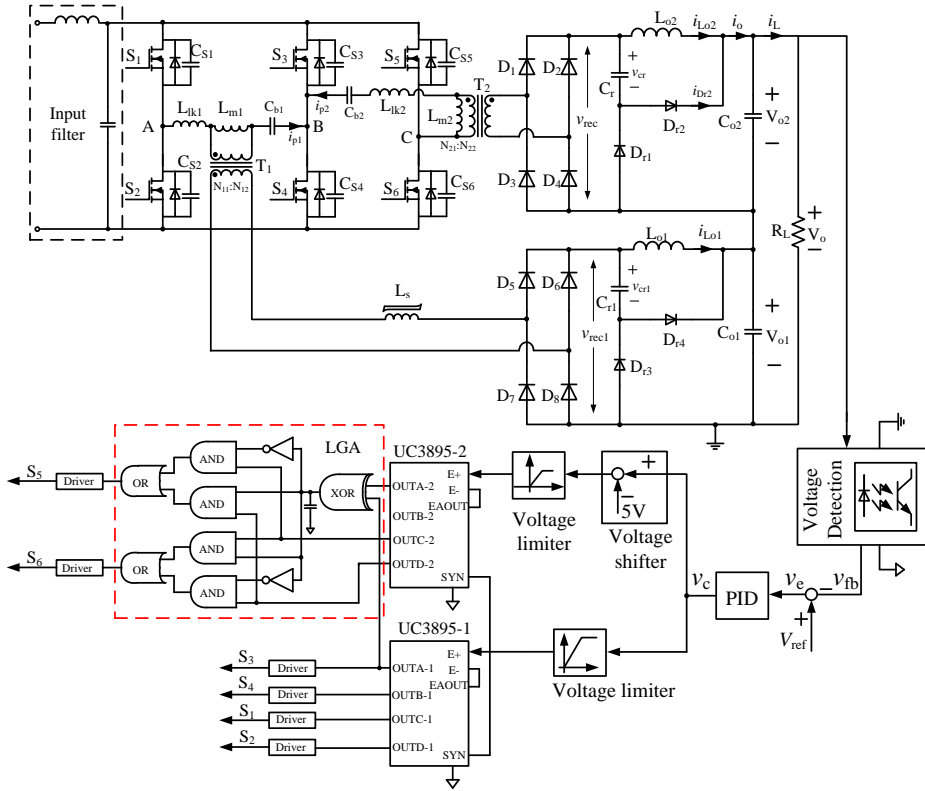 Input
filter
S1
CS1
S3
CS3
S5
CS5
A
Llk1
Lm1
Cb1
ip1
B
ip2
Cb2
Llk2
Lm2
T2
C
N21:N22
S2
CS2
T1
N11:N12
S4
CS4
S6
CS6
D1
D2
D3
D4
vrec
Cr
+
vcr
−
Lo2
iLo2
io
iL
iDr2
Dr2
Dr1
Co2
+
Vo2
−
RL
+
Vo
−
Ls
D5
D6
D7
D8
vrec1
Cr1
+
vcr1
−
Lo1
iLo1
Dr4
Dr3
Co1
+
Vo1
−
LGA
S5
Driver
OR
AND
AND
XOR
S6
Driver
OR
AND
AND
UC3895-2
OUTA-2
OUTB-2
OUTC-2
OUTD-2
E+
E-
EAOUT
SYN
Voltage
limiter
+
−
5V
Voltage
shifter
Voltage
Detection
vc
PID
ve
−
vfb
+
Vref
UC3895-1
OUTA-1
OUTB-1
OUTC-1
OUTD-1
E+
E-
EAOUT
SYN
Voltage limiter
S3
Driver
S4
Driver
S1
Driver
S2
Driver